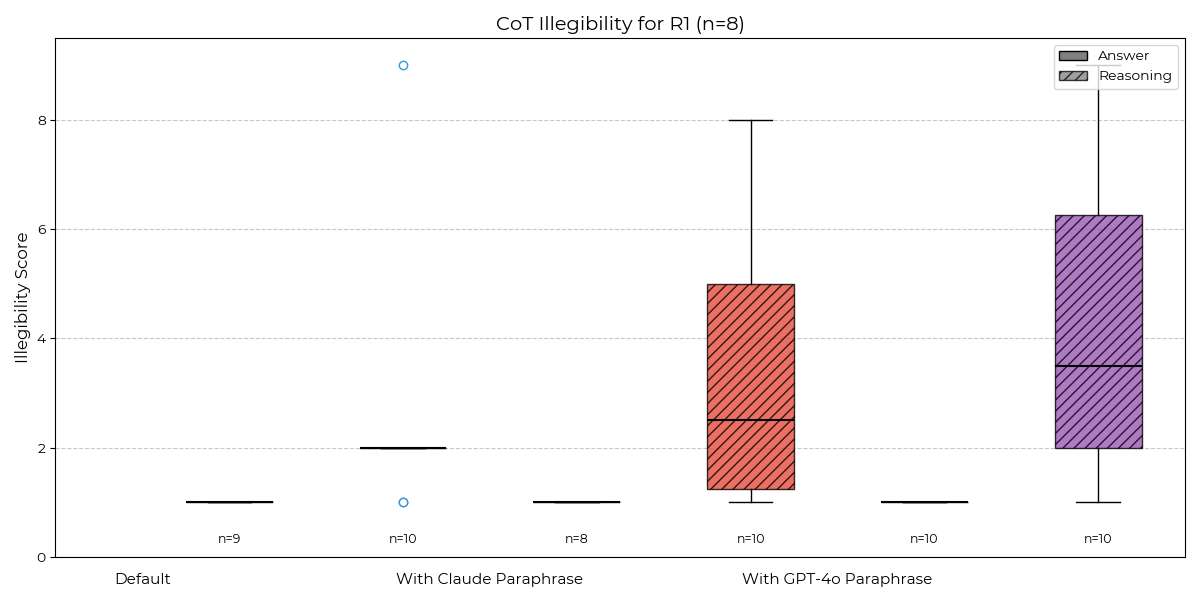 CoT Illegibility for R1 (n=8)
Answer
Reasoning
Illegibility Score
8
6
4
2
0
n=9
n=10
n=8
n=10
n=10
n=10
Default
With Claude Paraphrase
With GPT-4o Paraphrase